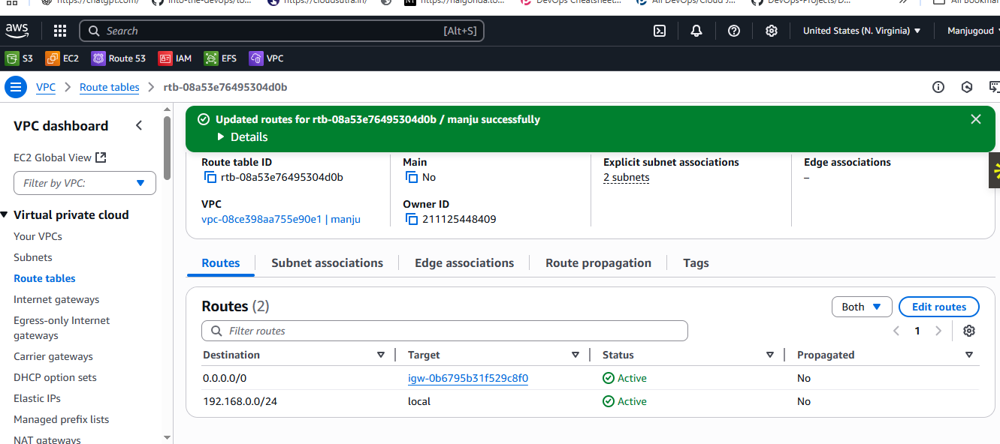 https://chatgpt.com/ into-the-devops/to... https://cloudsutra.in/ NT https://nalgonda.to... DevOps Cheatsheet... All DevOps/Cloud J... DevOps-Projects/D... All Bookmar
aws Search [Alt+S] United States (N. Virginia) Manjugoud
S3 EC2 Route 53 IAM EFS VPC
VPC > Route tables > rtb-08a53e76495304d0b
VPC dashboard
EC2 Global View
Filter by VPC:
Virtual private cloud
Your VPCs
Subnets
Route tables
Internet gateways
Egress-only Internet
gateways
Carrier gateways
DHCP option sets
Elastic IPs
Managed prefix lists
NAT gateways
Updated routes for rtb-08a53e76495304d0b / manju successfully
Details
Route table ID
rtb-08a53e76495304d0b
Main
No
Explicit subnet associations
2 subnets
Edge associations
–
VPC
vpc-08ce398aa755e90e1 | manju
Owner ID
211125448409
Routes Subnet associations Edge associations Route propagation Tags
Routes (2) Both Edit routes
Filter routes 1
Destination Target Status Propagated
0.0.0.0/0 igw-0b6795b31f529c8f0 Active No
192.168.0.0/24 local Active No